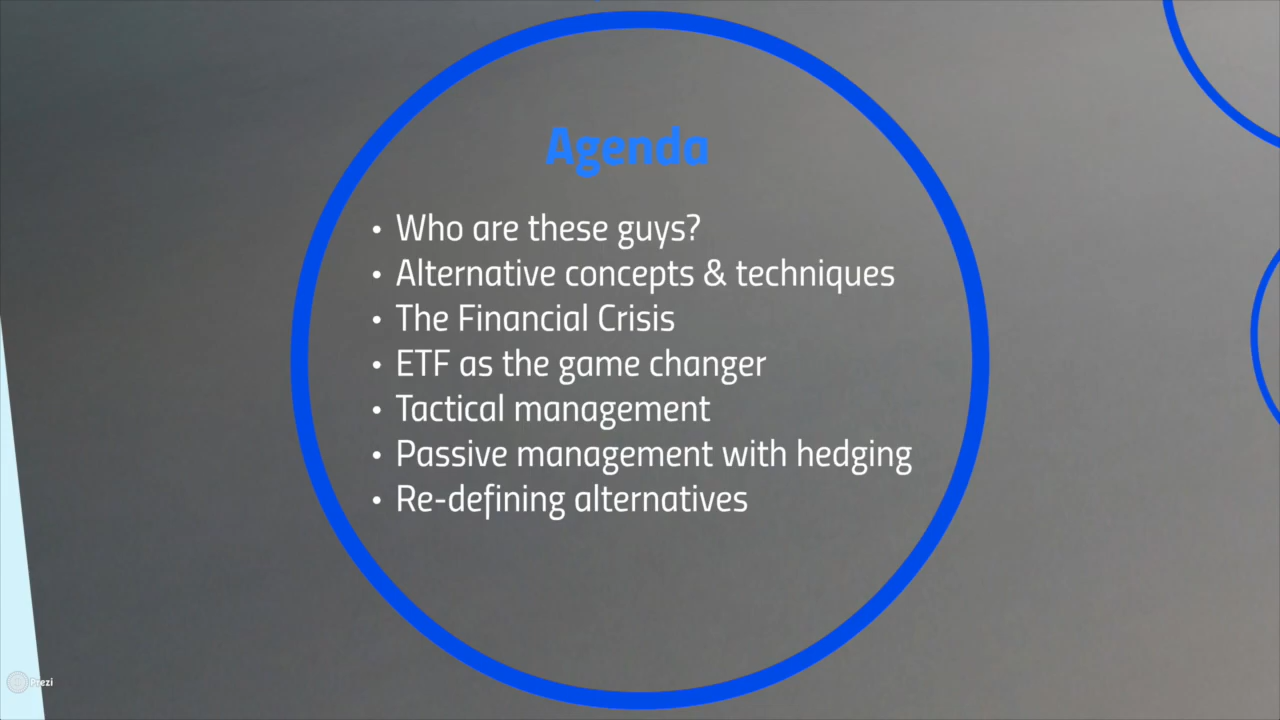 Agenda
• Who are these guys?
• Alternative concepts & techniques
• The Financial Crisis
• ETF as the game changer
• Tactical management
• Passive management with hedging
• Re-defining alternatives
Prezi